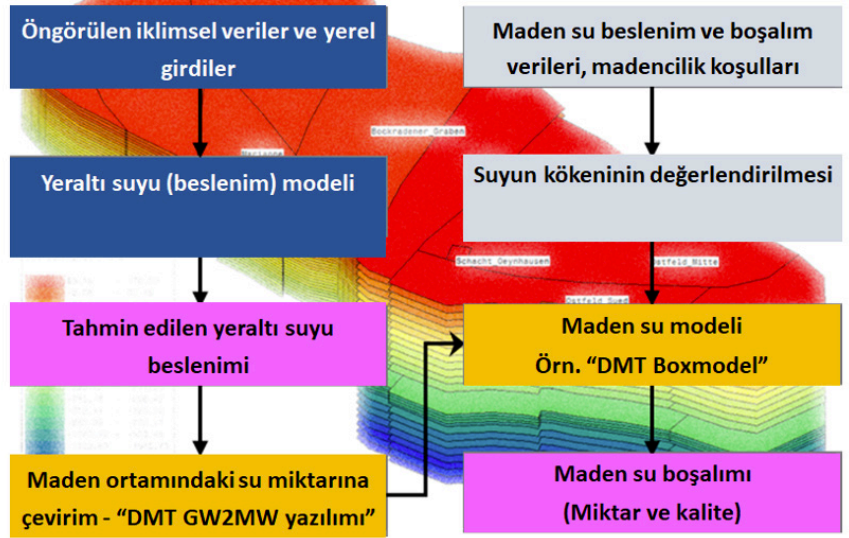 Öngörülen iklimsel veriler ve yerel
girdiler
Yeraltı suyu (beslenim) modeli
Tahmin edilen yeraltı suyu
beslenimi
Maden ortamındaki su miktarına
çevirim - “DMT GW2MW yazılımı”
Maden su beslenim ve boşalım
verileri, madencilik koşulları
Suyun kökeninin değerlendirilmesi
Maden su modeli
Örn. “DMT Boxmodel”
Maden su boşalımı
(Miktar ve kalite)
Bockradener_Graben
Schacht_Oeynhausen
Ostfeld_Mitte